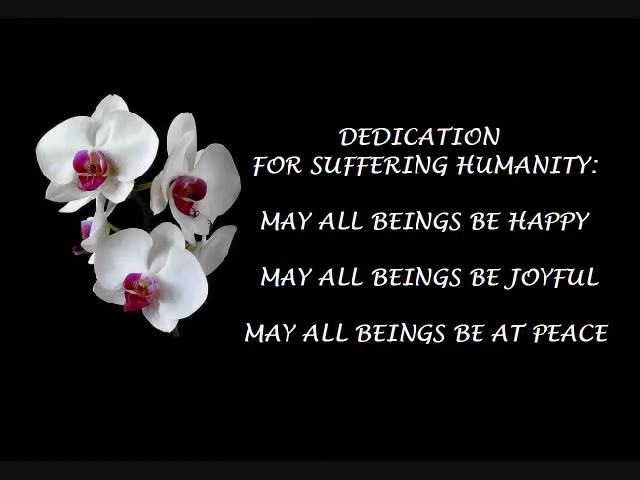 DEDICATION
FOR SUFFERING HUMANITY:
MAY ALL BEINGS BE HAPPY
MAY ALL BEINGS BE JOYFUL
MAY ALL BEINGS BE AT PEACE